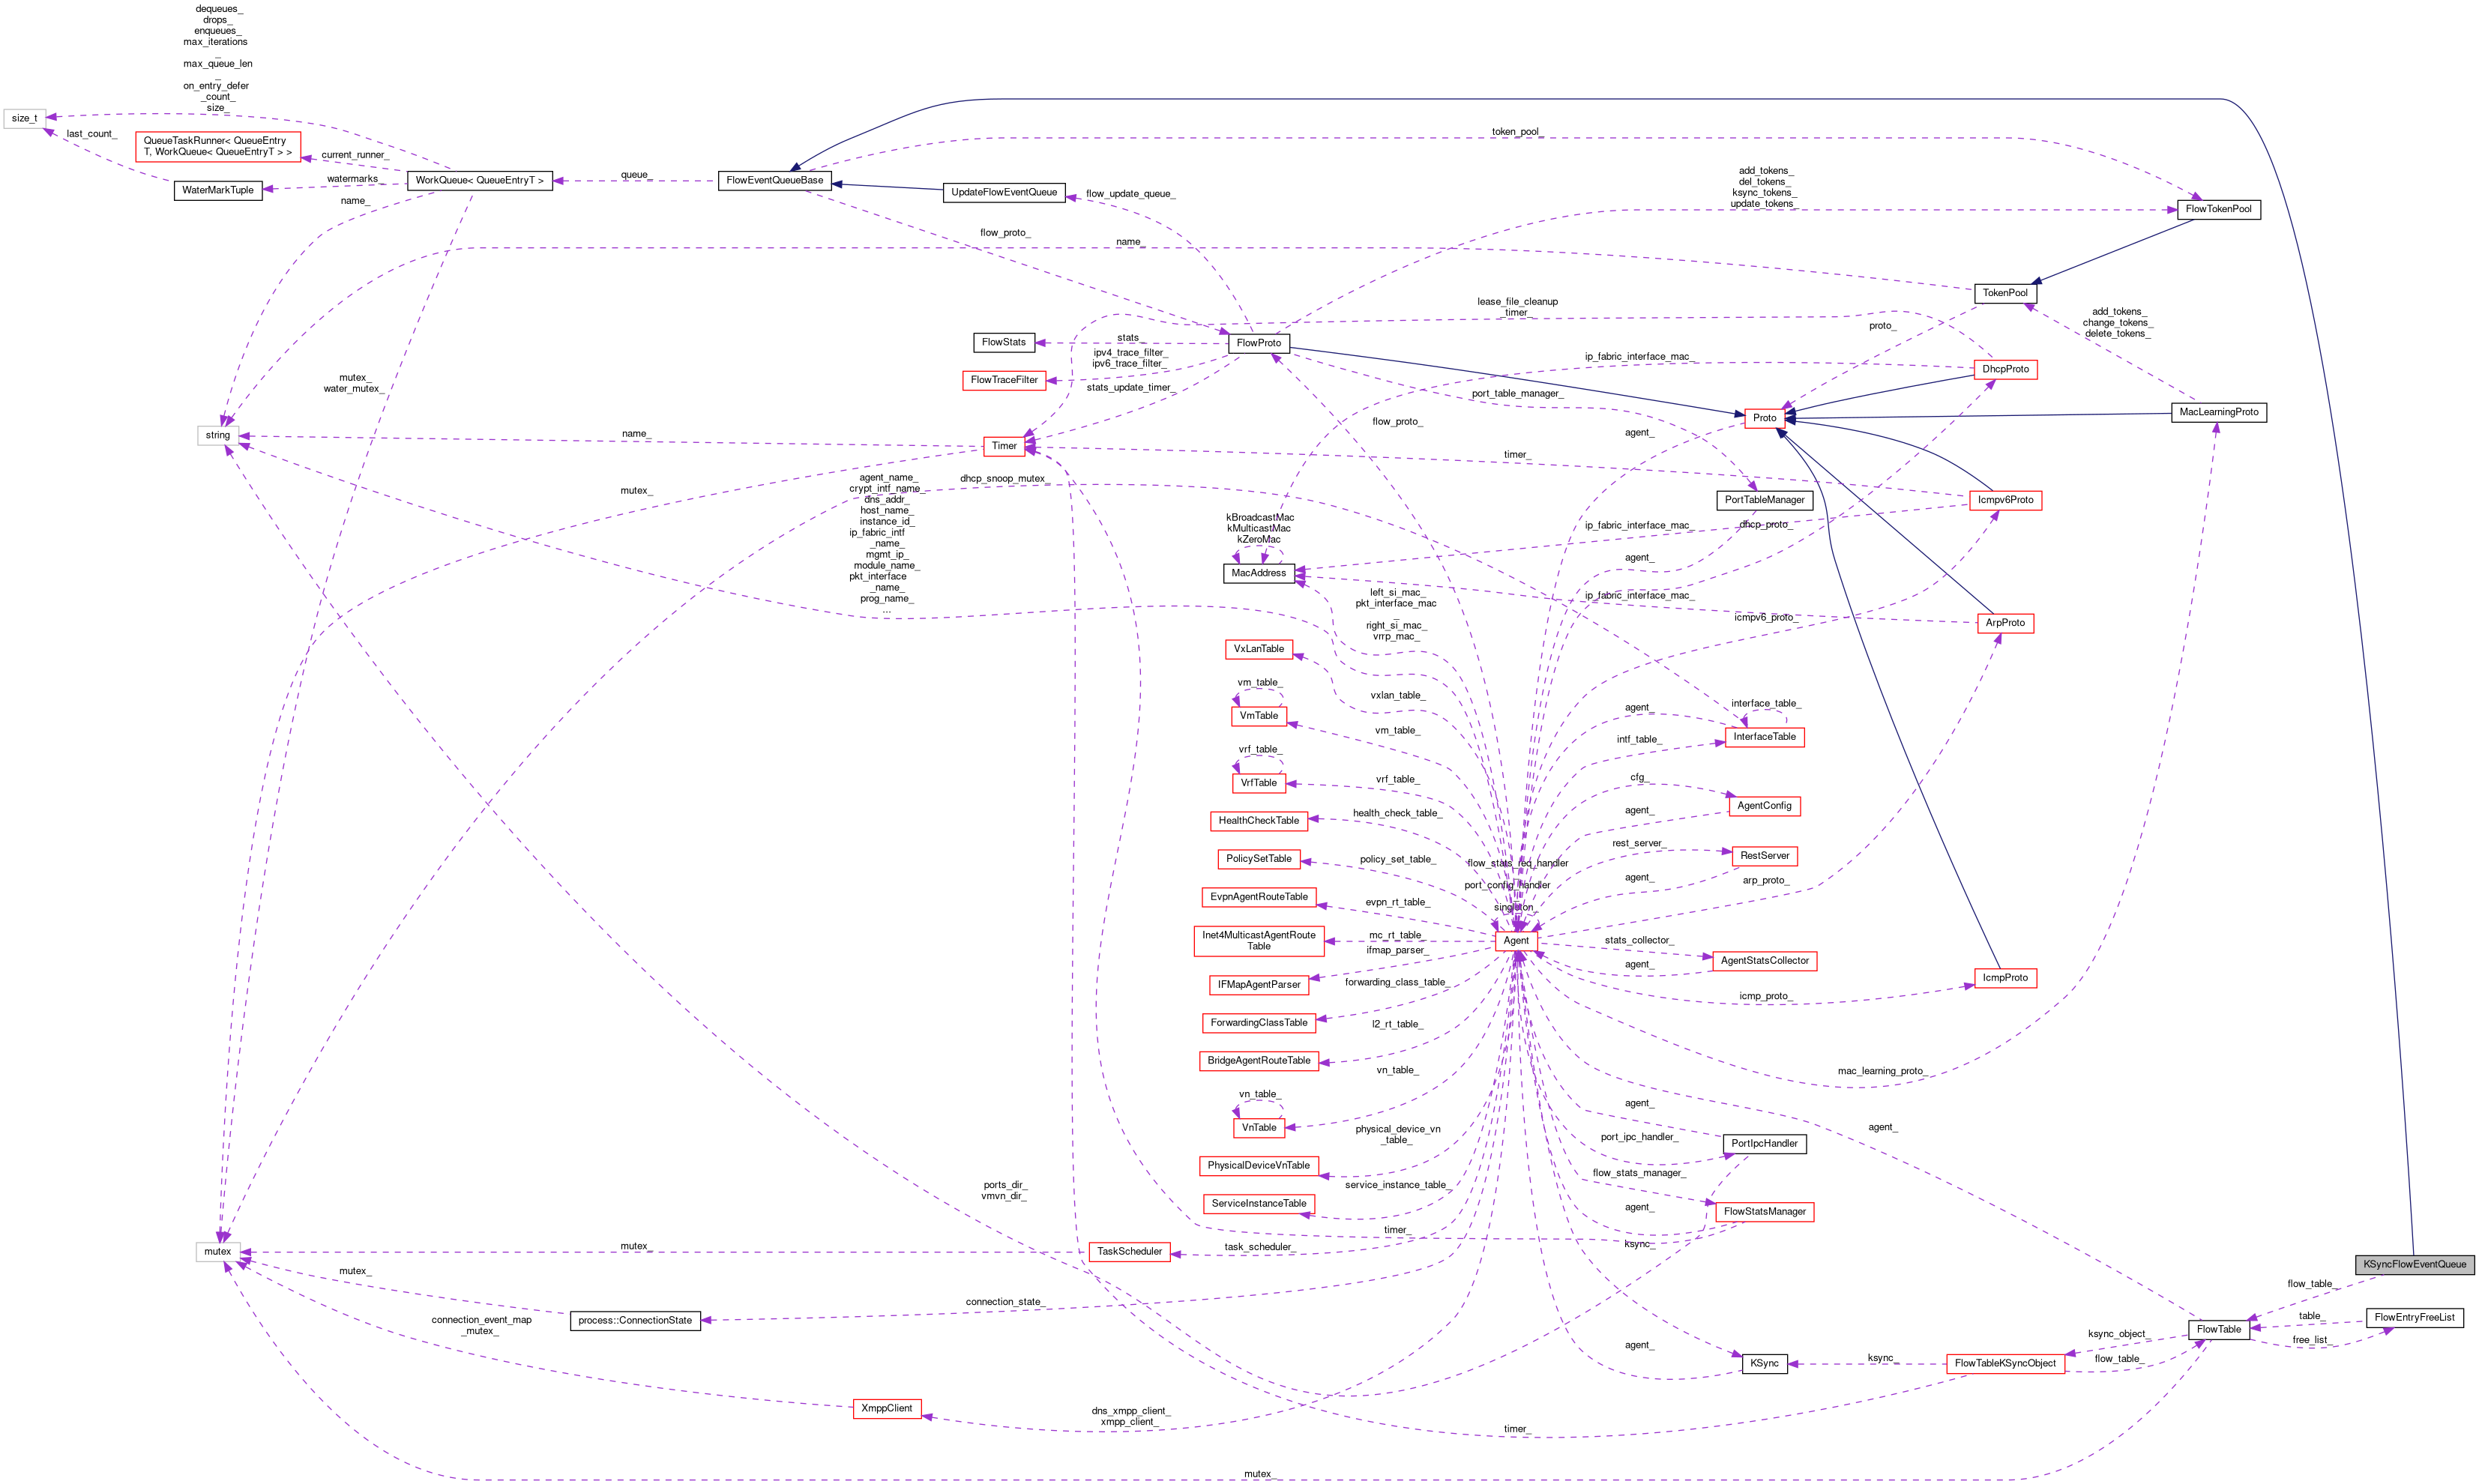 dequeues_
drops_
enqueues_
max_iterations
_
max_queue_len
_
on_entry_defer
_count_
size_
size_t
last_count_
QueueTaskRunner< QueueEntry
T, WorkQueue< QueueEntryT > >
current_runner_
WaterMarkTuple
watermarks_
WorkQueue< QueueEntryT >
name_
queue_
FlowEventQueueBase
UpdateFlowEventQueue
flow_update_queue_
token_pool_
add_tokens_
del_tokens_
ksync_tokens_
update_tokens_
FlowTokenPool
flow_proto_
name_
TokenPool
lease_file_cleanup
_timer_
proto_
add_tokens_
change_tokens_
delete_tokens_
FlowStats
stats_
FlowProto
FlowTraceFilter
ipv4_trace_filter_
ipv6_trace_filter_
stats_update_timer_
ip_fabric_interface_mac_
DhcpProto
mutex_
water_mutex_
port_table_manager_
Proto
MacLearningProto
string
name_
Timer
flow_proto_
agent_
timer_
mutex_
agent_name_
crypt_intf_name_
dns_addr_
host_name_
instance_id_
ip_fabric_intf
_name_
mgmt_ip_
module_name_
pkt_interface
_name_
prog_name_
...
dhcp_snoop_mutex_
PortTableManager
Icmpv6Proto
kBroadcastMac
kMulticastMac
kZeroMac
ip_fabric_interface_mac_
dhcp_proto_
MacAddress
agent_
left_si_mac_
pkt_interface_mac
_
right_si_mac_
vrrp_mac_
ip_fabric_interface_mac_
icmpv6_proto_
ArpProto
VxLanTable
vxlan_table_
vm_table_
VmTable
vm_table_
agent_
interface_table_
intf_table_
InterfaceTable
vrf_table_
VrfTable
vrf_table_
cfg_
AgentConfig
HealthCheckTable
health_check_table_
agent_
PolicySetTable
policy_set_table_
flow_stats_req_handler
_
port_config_handler
_
singleton_
rest_server_
RestServer
agent_
arp_proto_
EvpnAgentRouteTable
evpn_rt_table_
Inet4MulticastAgentRoute
Table
mc_rt_table_
Agent
stats_collector_
agent_
AgentStatsCollector
IFMapAgentParser
ifmap_parser_
forwarding_class_table_
icmp_proto_
IcmpProto
ForwardingClassTable
l2_rt_table_
BridgeAgentRouteTable
vn_table_
mac_learning_proto_
vn_table_
VnTable
physical_device_vn
_table_
agent_
port_ipc_handler_
PortIpcHandler
agent_
PhysicalDeviceVnTable
service_instance_table_
flow_stats_manager_
ServiceInstanceTable
agent_
FlowStatsManager
ports_dir_
vmvn_dir_
timer_
ksync_
mutex
mutex_
TaskScheduler
task_scheduler_
KSyncFlowEventQueue
mutex_
flow_table_
connection_state_
process::ConnectionState
connection_event_map
_mutex_
FlowTable
table_
FlowEntryFreeList
free_list_
agent_
KSync
ksync_
FlowTableKSyncObject
ksync_object_
flow_table_
XmppClient
dns_xmpp_client_
xmpp_client_
timer_
mutex_